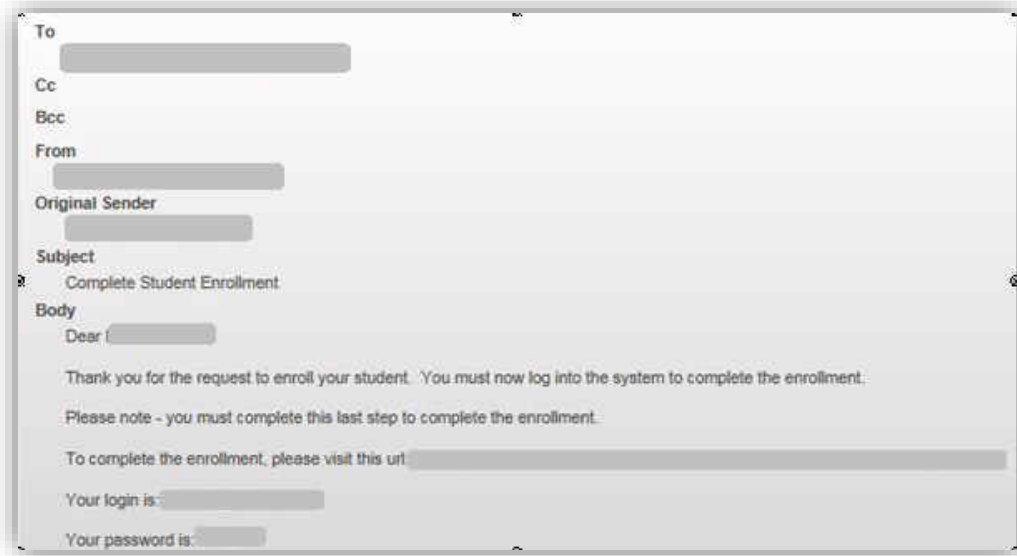 To
Cc
Bcc
From
Original Sender
Subject
Complete Student Enrollment
Body
Dear
Thank you for the request to enroll your student. You must now log into the system to complete the enrollment.
Please note - you must complete this last step to complete the enrollment.
To complete the enrollment, please visit this url:
Your login is:
Your password is: